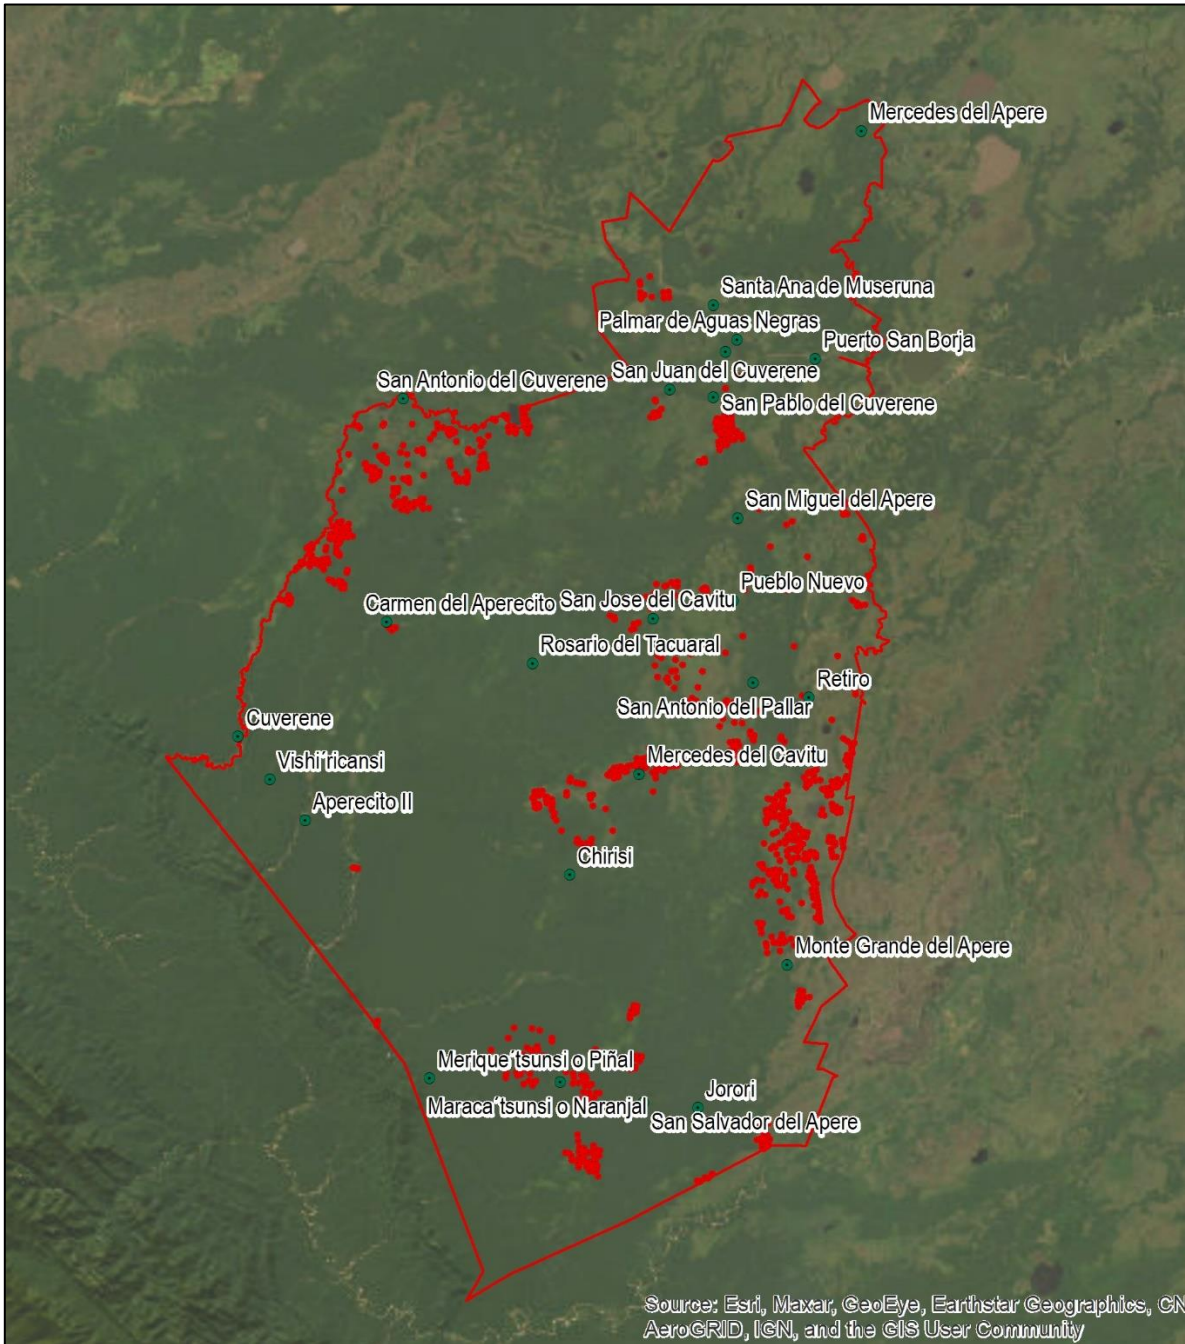 Mercedes del Apere
Santa Ana de Museruna
Palmar de Aguas Negras
Puerto San Borja
San Juan del Cuverene
San Antonio del Cuverene
San Pablo del Cuverene
San Miguel del Apere
Pueblo Nuevo
Carmen del Aperecito
San Jose del Cavitu
Rosario del Tacuaral
Retiro
San Antonio del Pallar
Cuverene
Mercedes del Cavitu
Vishi´ricansi
Aperecito II
Chirisi
Monte Grande del Apere
Merique´tsunsi o Piñal
Jorori
Maraca´tsunsi o Naranjal
San Salvador del Apere
Source: Esri, Maxar, GeoEye, Earthstar Geographics, CN
AeroGRID, IGN, and the GIS User Community